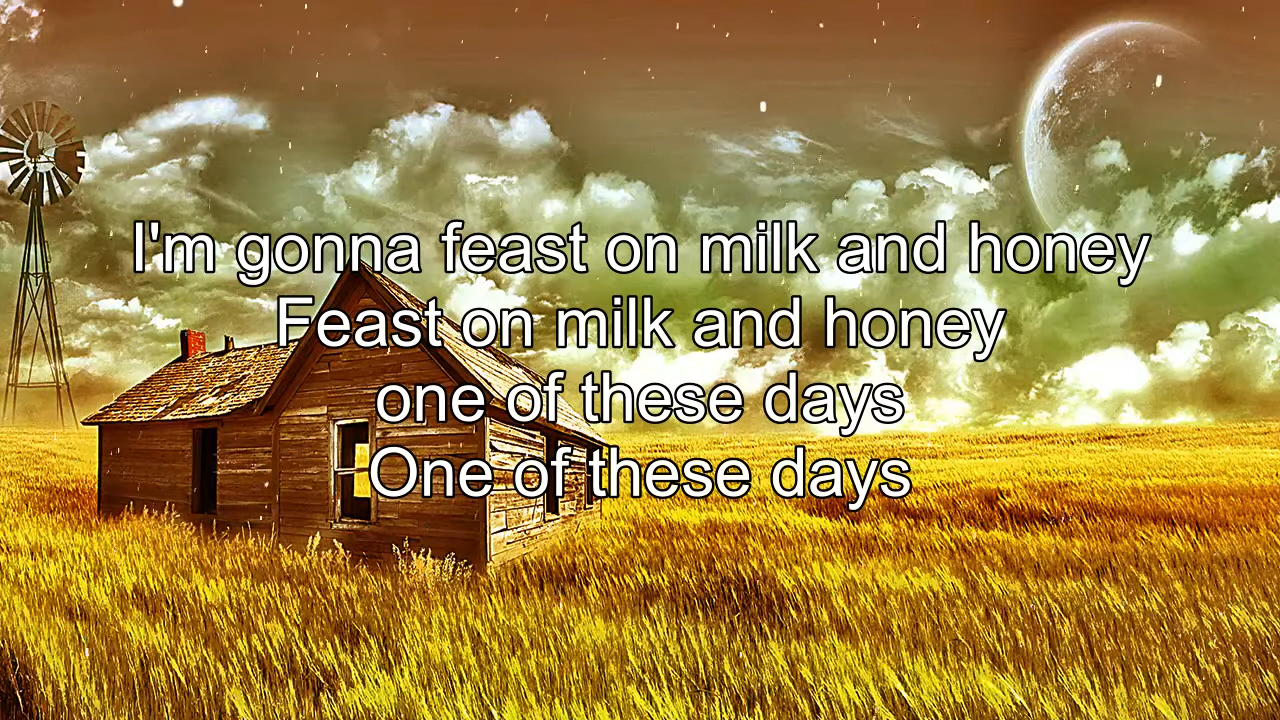 I'm gonna feast on milk and honey
Feast on milk and honey
one of these days
One of these days